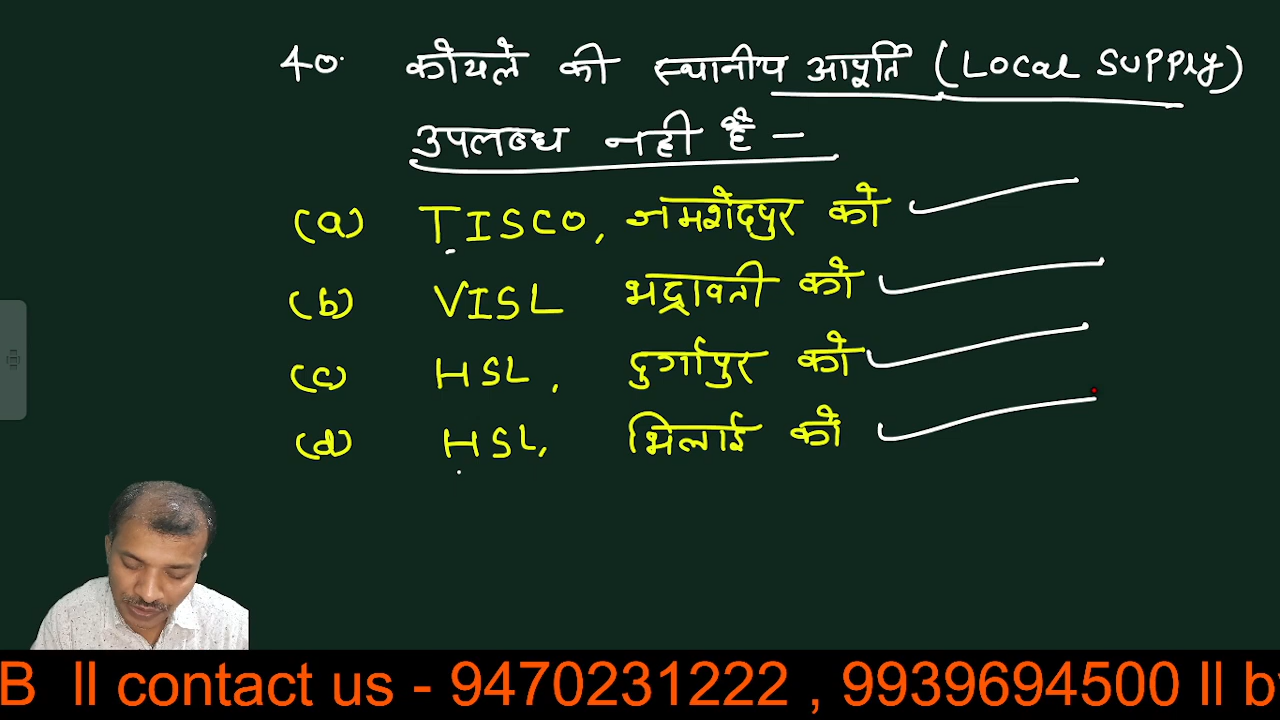 40. कोयले की स्थानीय आपूर्ति (Local Supply)
उपलब्ध नही है -
(a) TISCO, जमशेदपुर को
(b) VISL भद्रावती को
(c) HSL, दुर्गापुर को
(d) HSL, भिलाई को
B ll contact us - 9470231222 , 9939694500 ll b